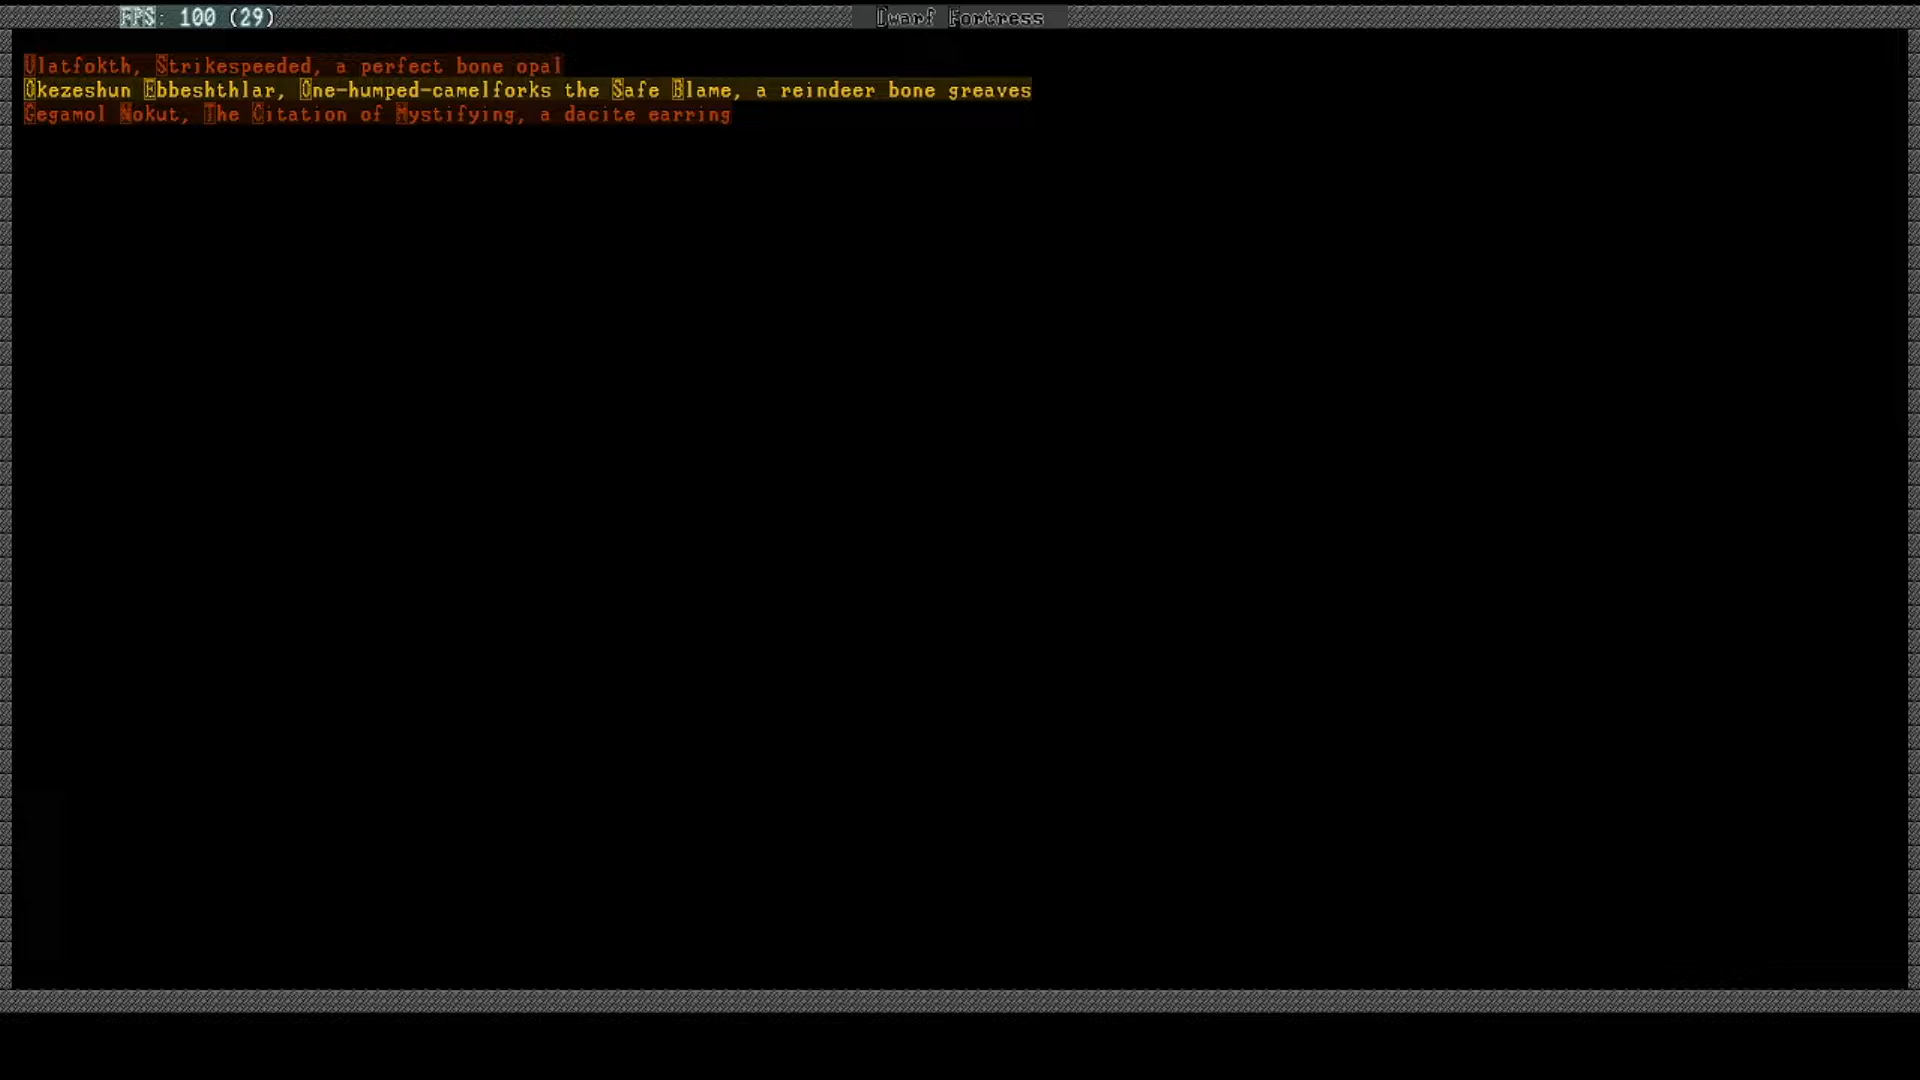 FPS: 100 (29)
Dwarf Fortress
Ulatfokth, Strikespeeded, a perfect bone opal
Okezeshun Ebbeshthlar, One-humped-camelforks the Safe Blame, a reindeer bone greaves
Cegamol Nokut, The Citation of Mystifying, a dacite earring